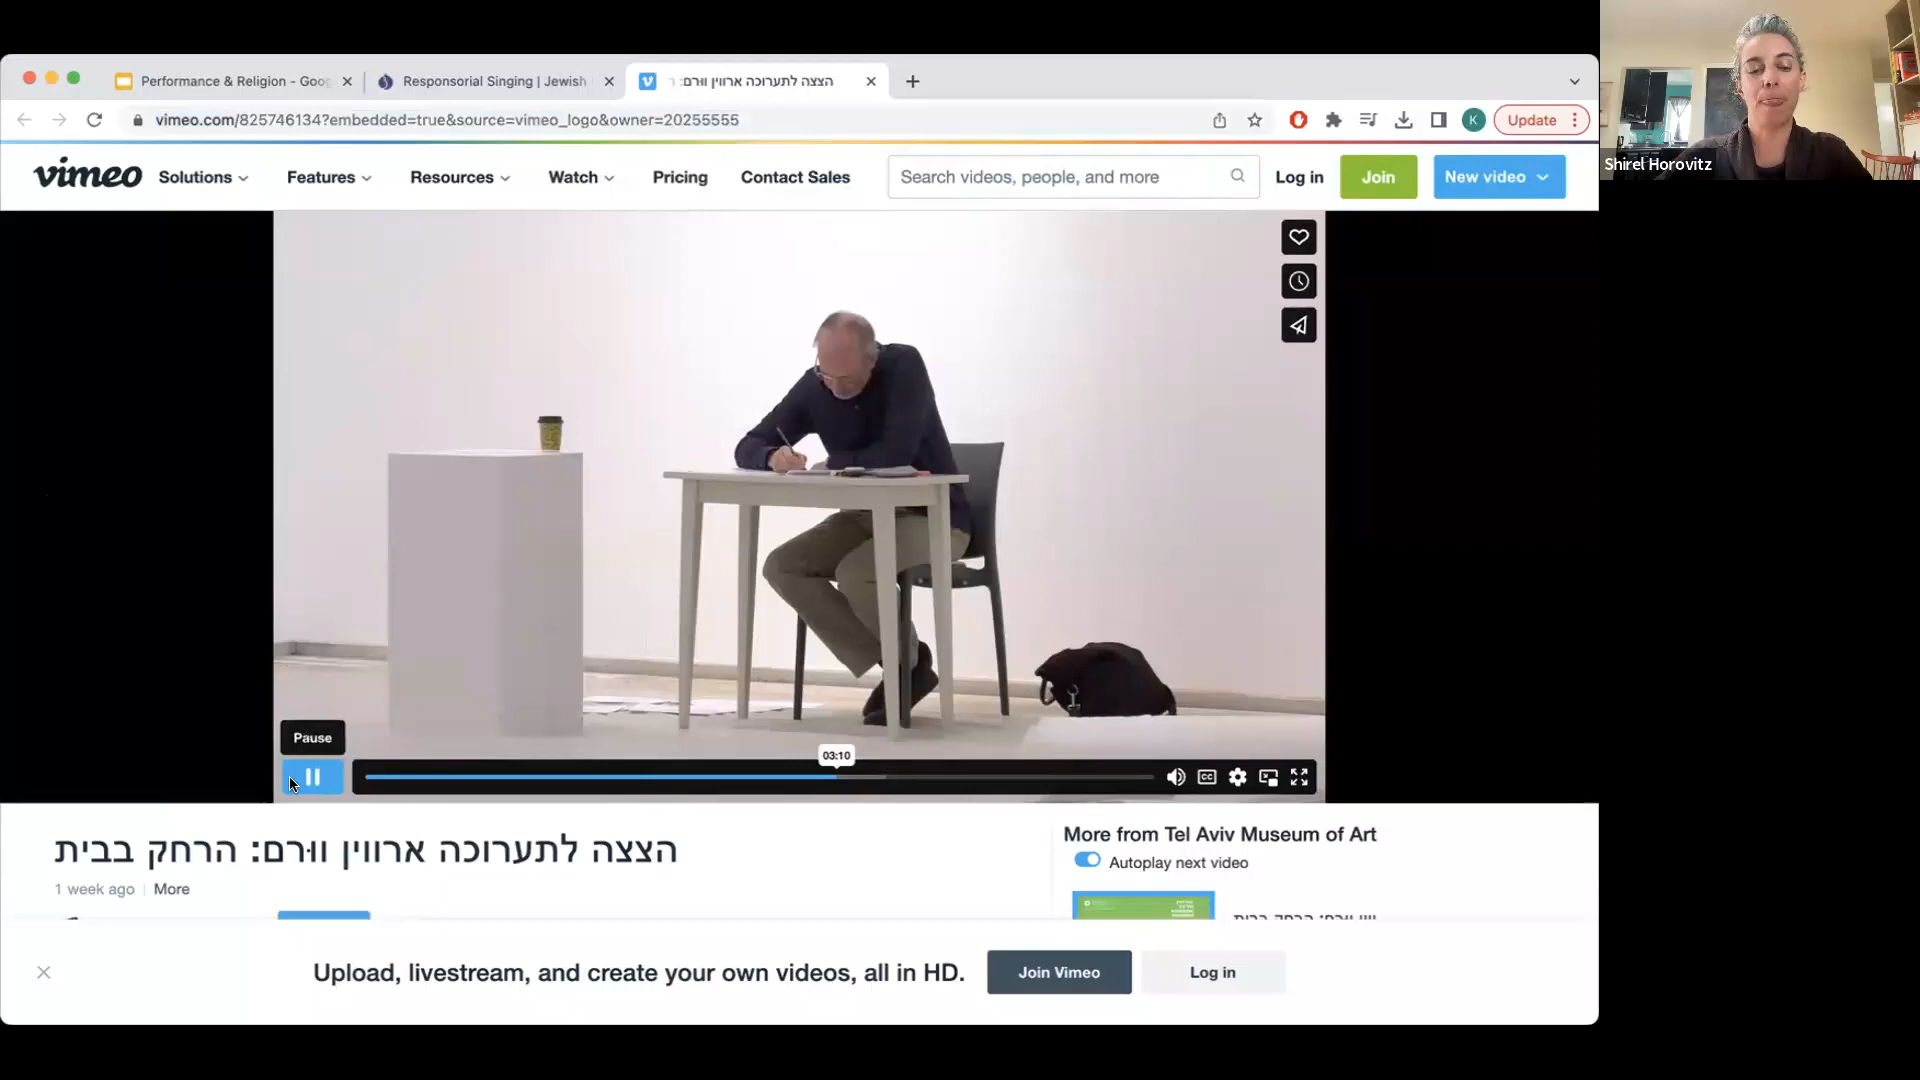 Performance & Religion - Goo
Responsorial Singing | Jewish
הצצה לתערוכה ארווין וורם: ר
vimeo.com/825746134?embedded=true&source=vimeo_logo&owner=20255555
K
Update
vimeo
Solutions
Features
Resources
Watch
Pricing
Contact Sales
Search videos, people, and more
Log in
Join
New video
Shirel Horovitz
Pause
03:10
CC
הצצה לתערוכה ארווין וורם: הרחק בבית
1 week ago
More
More from Tel Aviv Museum of Art
Autoplay next video
Upload, livestream, and create your own videos, all in HD.
Join Vimeo
Log in